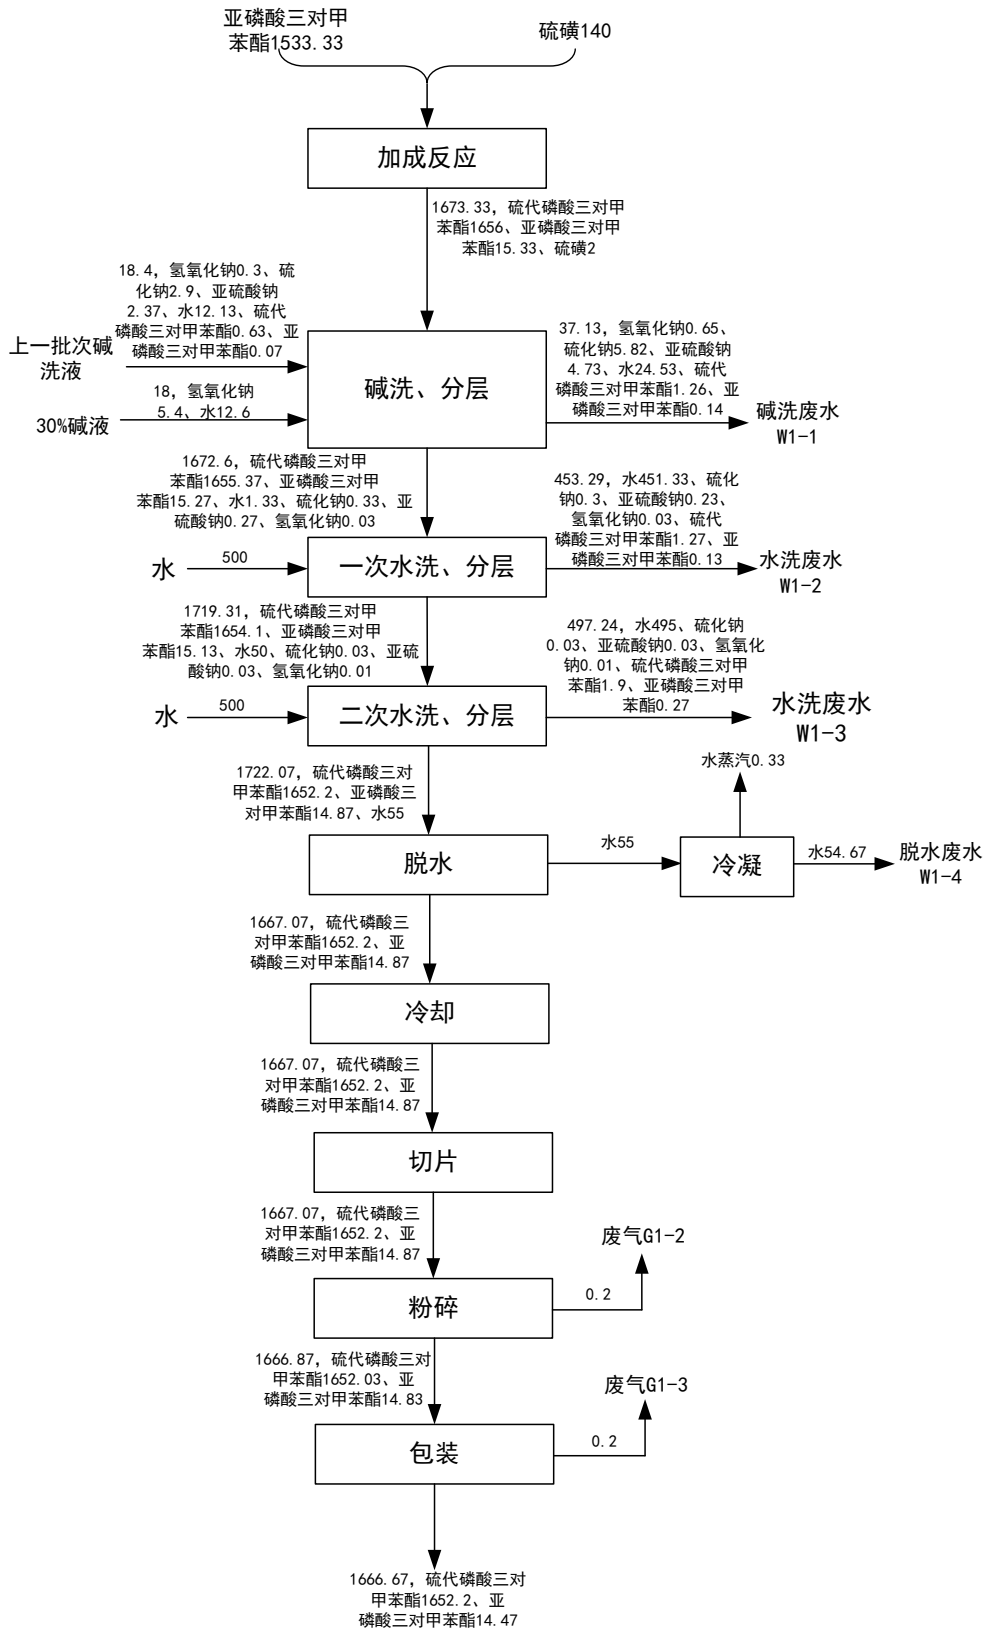 亚磷酸三对甲
苯酯1533.33
硫磺140
加成反应
1673.33，硫代磷酸三对甲
苯酯1656、亚磷酸三对甲
苯酯15.33、硫磺2
18.4，氢氧化钠0.3、硫
化钠2.9、亚硫酸钠
2.37、水12.13、硫代
磷酸三对甲苯酯0.63、亚
磷酸三对甲苯酯0.07
上一批次碱
洗液
18，氢氧化钠
5.4、水12.6
30%碱液
碱洗、分层
37.13，氢氧化钠0.65、
硫化钠5.82、亚硫酸钠
4.73、水24.53、硫代
磷酸三对甲苯酯1.26、亚
磷酸三对甲苯酯0.14
碱洗废水
W1-1
1672.6，硫代磷酸三对甲
苯酯1655.37、亚磷酸三对甲
苯酯15.27、水1.33、硫化钠0.33、亚
硫酸钠0.27、氢氧化钠0.03
453.29，水451.33、硫化
钠0.3、亚硫酸钠0.23、
氢氧化钠0.03、硫代
磷酸三对甲苯酯1.27、亚
磷酸三对甲苯酯0.13
水
500
一次水洗、分层
水洗废水
W1-2
1719.31，硫代磷酸三对甲
苯酯1654.1、亚磷酸三对甲
苯酯15.13、水50、硫化钠0.03、亚硫
酸钠0.03、氢氧化钠0.01
497.24，水495、硫化钠
0.03、亚硫酸钠0.03、氢氧化
钠0.01、硫代磷酸三对甲
苯酯1.9、亚磷酸三对甲
苯酯0.27
水
500
二次水洗、分层
水洗废水
W1-3
1722.07，硫代磷酸三对
甲苯酯1652.2、亚磷酸三
对甲苯酯14.87、水55
水蒸汽0.33
脱水
水55
冷凝
水54.67
脱水废水
W1-4
1667.07，硫代磷酸三
对甲苯酯1652.2、亚
磷酸三对甲苯酯14.87
冷却
1667.07，硫代磷酸三
对甲苯酯1652.2、亚
磷酸三对甲苯酯14.87
切片
1667.07，硫代磷酸三
对甲苯酯1652.2、亚
磷酸三对甲苯酯14.87
废气G1-2
粉碎
0.2
1666.87，硫代磷酸三对
甲苯酯1652.03、亚
磷酸三对甲苯酯14.83
废气G1-3
包装
0.2
1666.67，硫代磷酸三对
甲苯酯1652.2、亚
磷酸三对甲苯酯14.47